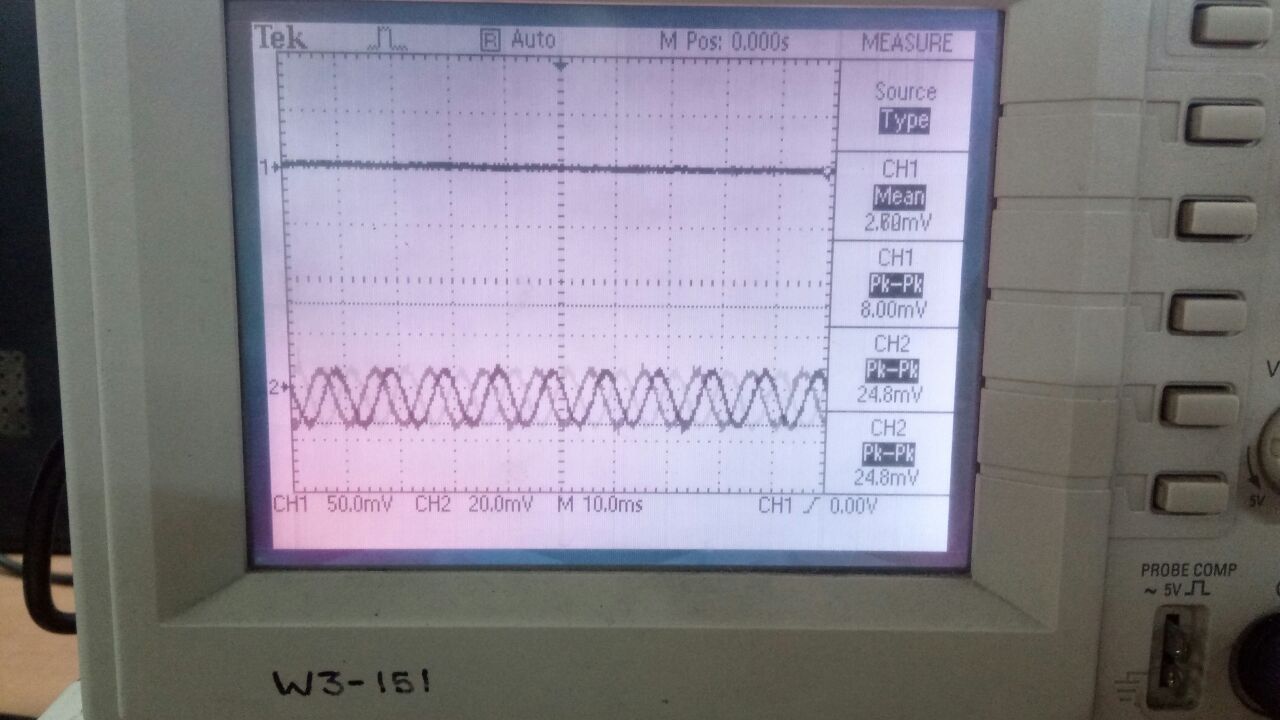 Tek R Auto M Pos: 0.000s MEASURE
Source
Type
1
CH1
Mean
CH1
Pk-Pk
8.00mV
CH2
Pk-Pk
24.8mV
2
CH2
Pk-Pk
24.8mV
CH1 50.0mV CH2 20.0mV M 10.0ms CH1 0.00V
5V
PROBE COMP
~ 5V
W3-151